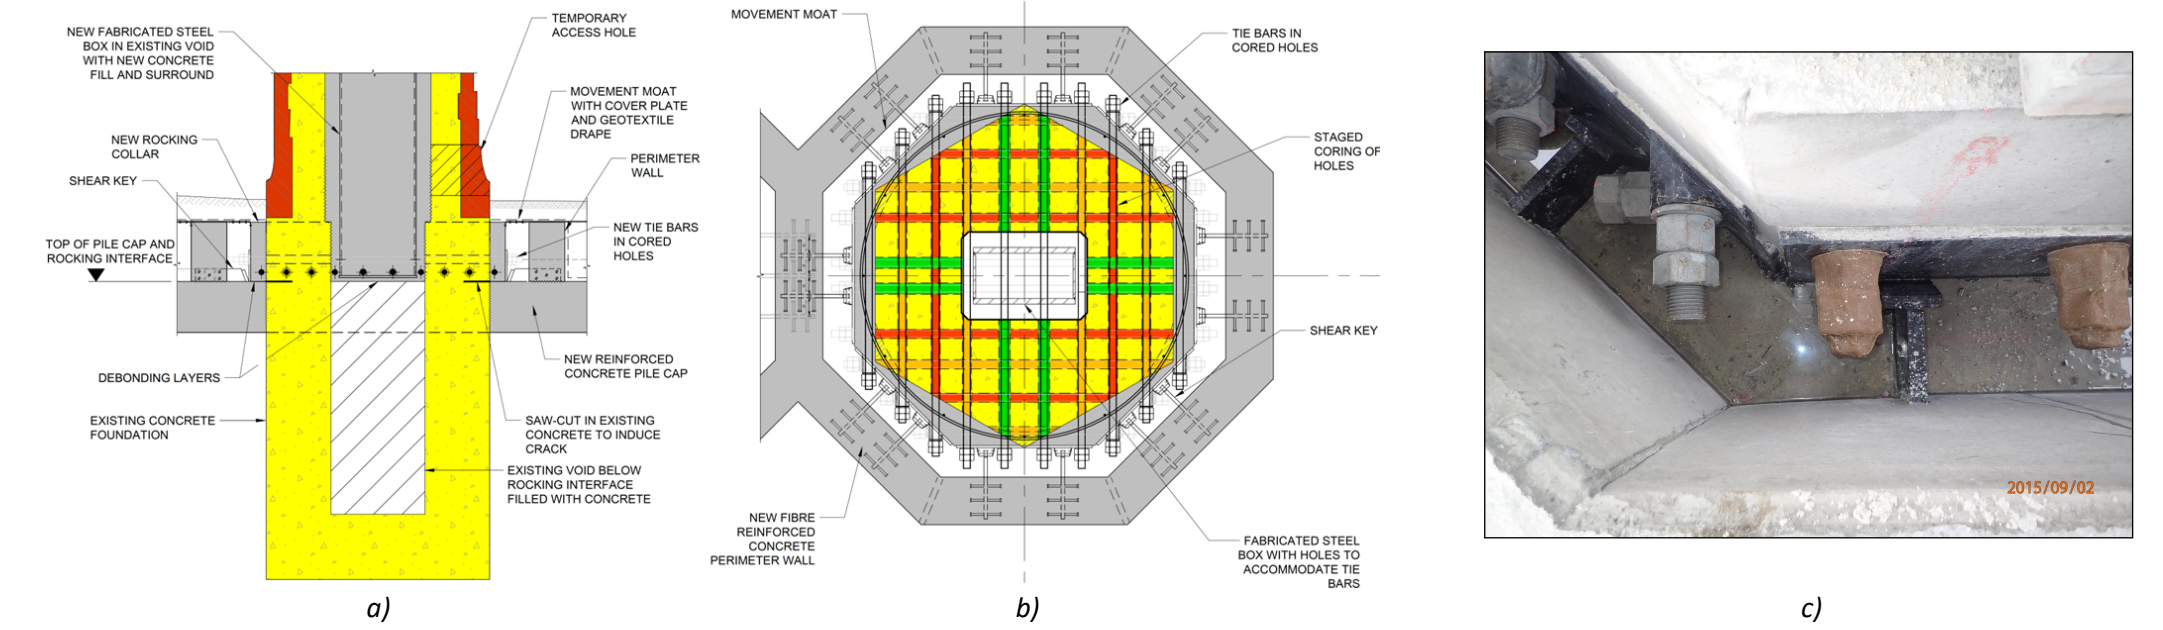 NEW FABRICATED STEEL
BOX IN EXISTING VOID
WITH NEW CONCRETE
FILL AND SURROUND
TEMPORARY
ACCESS HOLE
MOVEMENT MOAT
WITH COVER PLATE
AND GEOTEXTILE
DRAPE
NEW ROCKING
COLLAR
PERIMETER
WALL
SHEAR KEY
NEW TIE BARS
IN CORED
HOLES
TOP OF PILE CAP AND
ROCKING INTERFACE
DEBONDING LAYERS
NEW REINFORCED
CONCRETE PILE CAP
EXISTING CONCRETE
FOUNDATION
SAW-CUT IN EXISTING
CONCRETE TO INDUCE
CRACK
EXISTING VOID BELOW
ROCKING INTERFACE
FILLED WITH CONCRETE
a)
MOVEMENT MOAT
TIE BARS IN
CORED HOLES
STAGED
CORING OF
HOLES
SHEAR KEY
NEW FIBRE
REINFORCED
CONCRETE
PERIMETER WALL
FABRICATED STEEL
BOX WITH HOLES TO
ACCOMMODATE TIE
BARS
b)
2015/09/02
c)